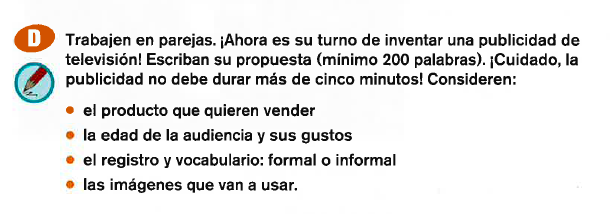 D
Trabajen en parejas. ¡Ahora es su turno de inventar una publicidad de
televisión! Escriban su propuesta (mínimo 200 palabras). ¡Cuidado, la
publicidad no debe durar más de cinco minutos! Consideren:
• el producto que quieren vender
• la edad de la audiencia y sus gustos
• el registro y vocabulario: formal o informal
• las imágenes que van a usar.